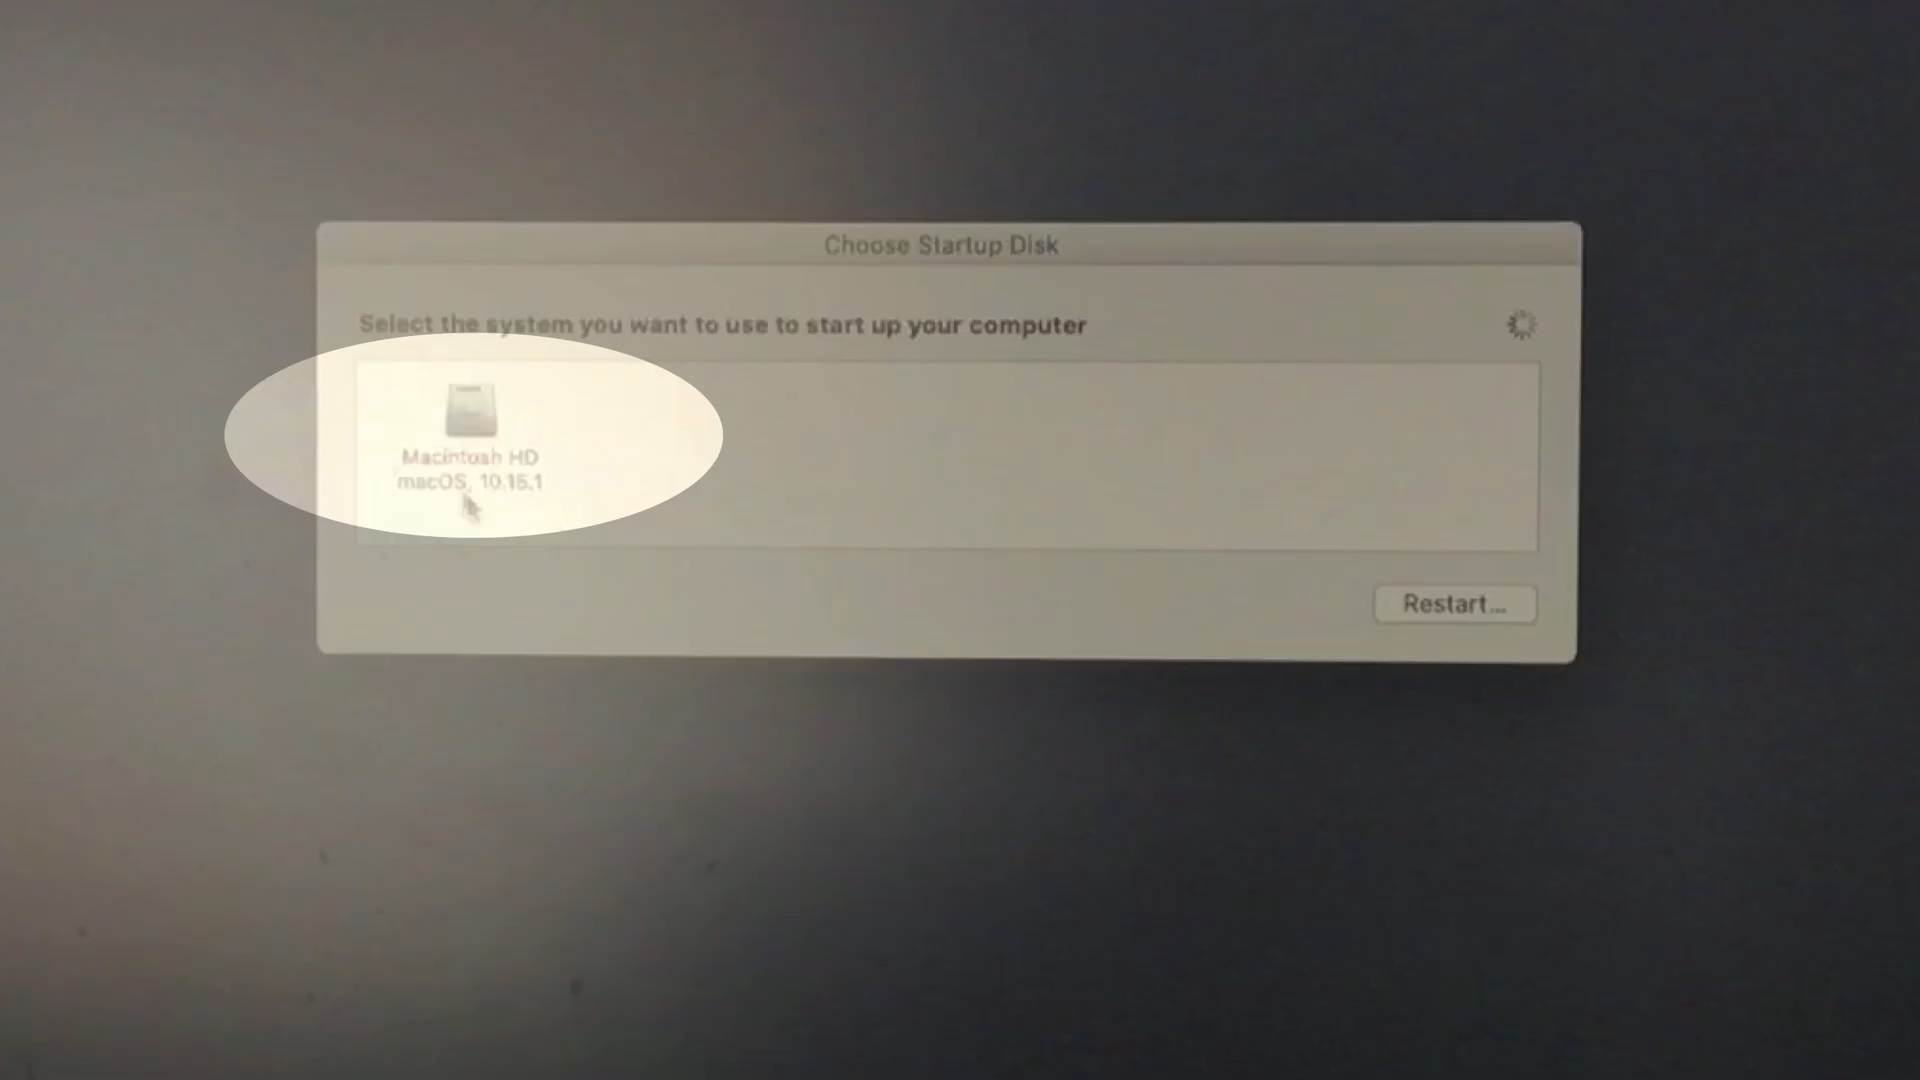 Choose Startup Disk
Select the system you want to use to start up your computer
Macintosh HD
macOS, 10.15.1
Restart...